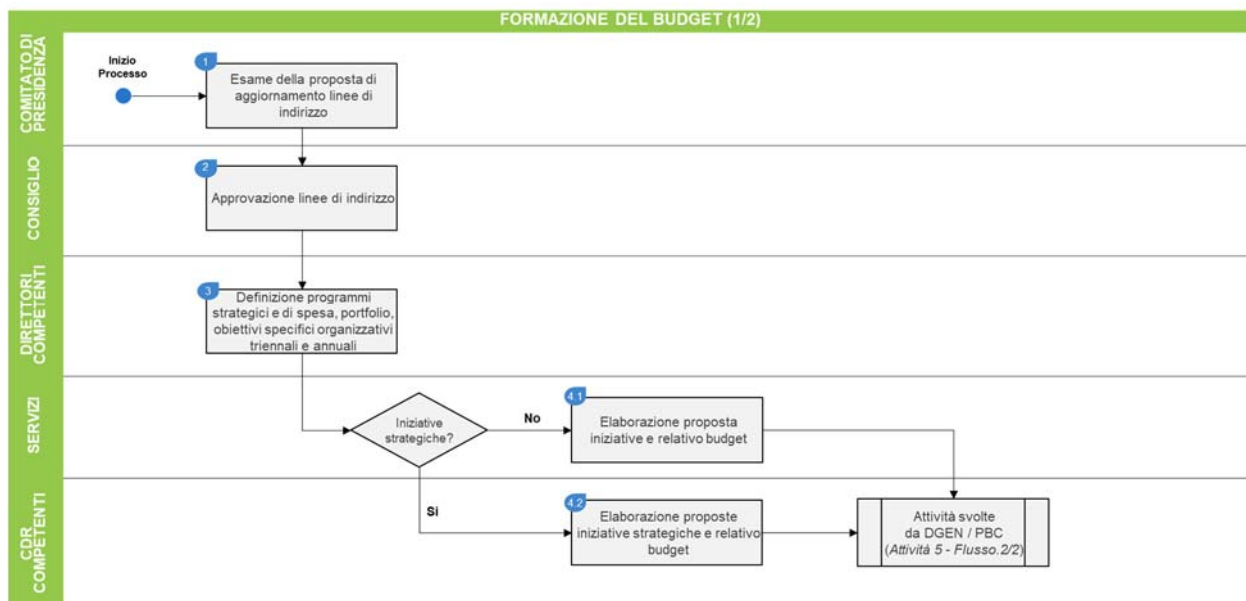 FORMAZIONE DEL BUDGET (1/2)
COMITATO DI
PRESIDENZA
Inizio
Processo
1
Esame della proposta di
aggiornamento linee di
indirizzo
CONSIGLIO
2
Approvazione linee di indirizzo
DIRETTORI
COMPETENTI
3
Definizione programmi
strategici e di spesa, portfolio,
obiettivi specifici organizzativi
triennali e annuali
SERVIZI
Iniziative
strategiche?
No
4.1
Elaborazione proposta
iniziative e relativo budget
CDR
COMPETENTI
Si
4.2
Elaborazione proposte
iniziative strategiche e relativo
budget
Attività svolte
da DGEN / PBC
(Attività 5 - Flusso.2/2)